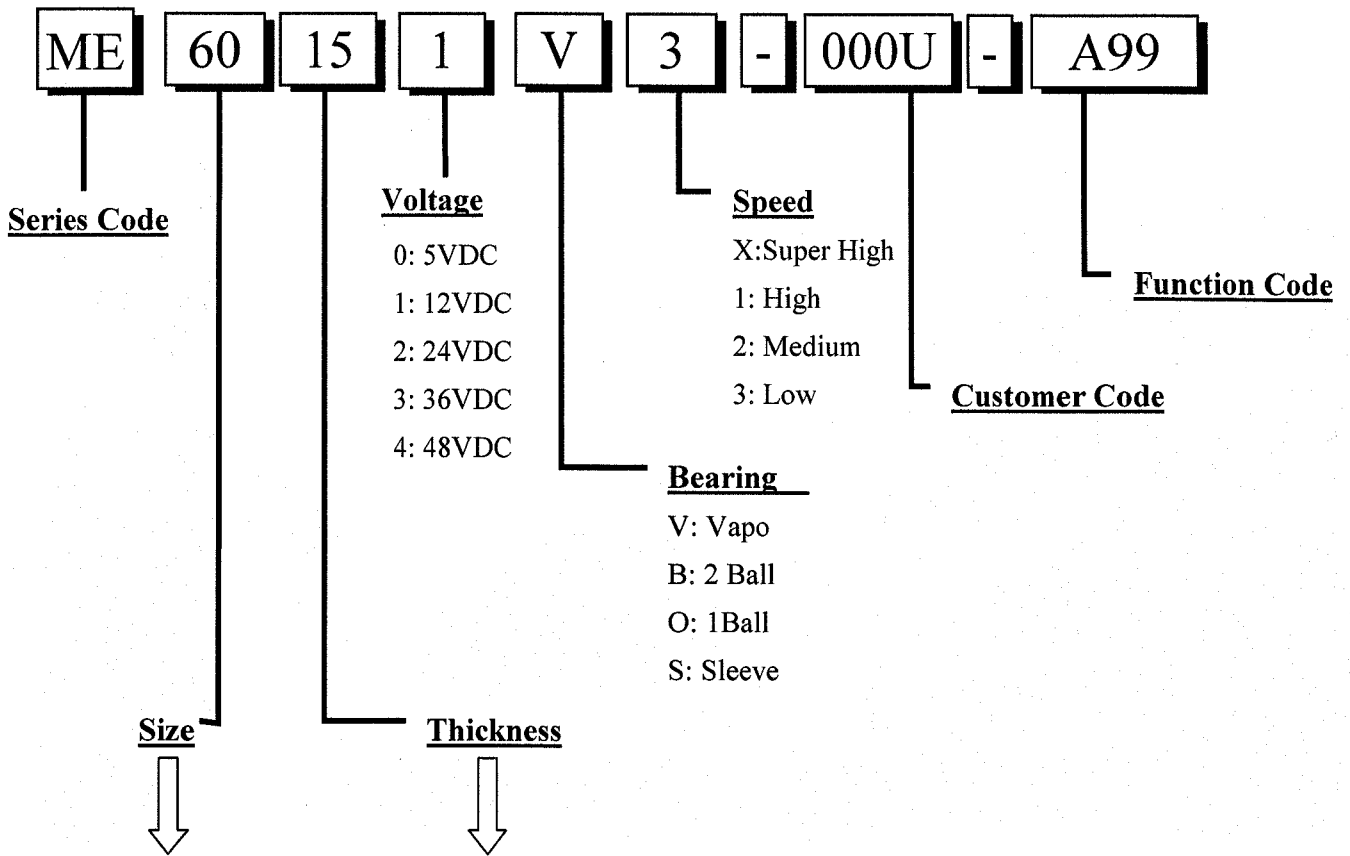 ME 60 15 1 V 3 - 000U - A99
Series Code
Voltage
0: 5VDC
1: 12VDC
2: 24VDC
3: 36VDC
4: 48VDC
Speed
X:Super High
1: High
2: Medium
3: Low
Function Code
Customer Code
Bearing
V: Vapo
B: 2 Ball
O: 1Ball
S: Sleeve
Size
Thickness